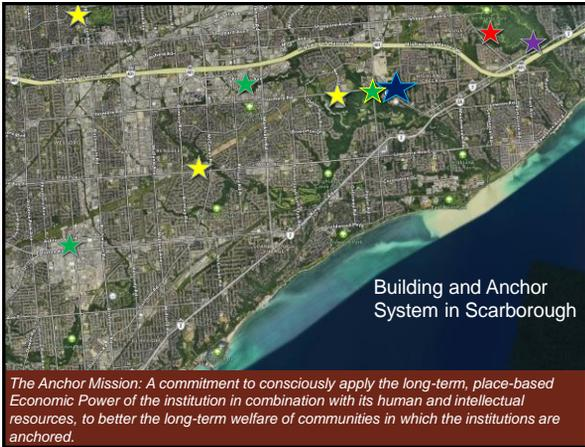 Building and Anchor
System in Scarborough
The Anchor Mission: A commitment to consciously apply the long-term, place-based
Economic Power of the institution in combination with its human and intellectual
resources, to better the long-term welfare of communities in which the institutions are
anchored.